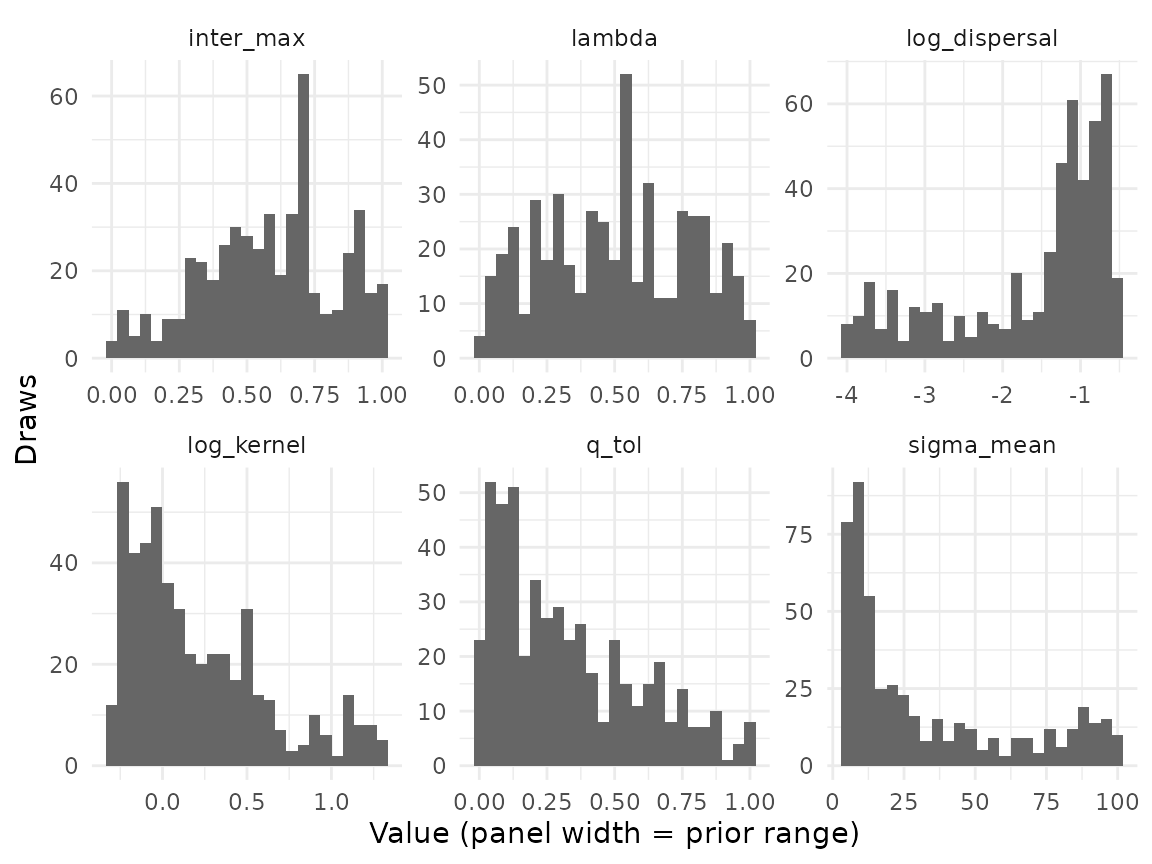 inter_max lambda log_dispersal
60 50 60
40 40 40
30
20 20 20
10
0 0 0
0.00 0.25 0.50 0.75 1.00 0.00 0.25 0.50 0.75 1.00 -4 -3 -2 -1
Draws
log_kernel q_tol sigma_mean
40 50 75
40
20 30 50
20 25
10
0 0 0
0.0 0.5 1.0 0.00 0.25 0.50 0.75 1.00 0 25 50 75 100
Value (panel width = prior range)